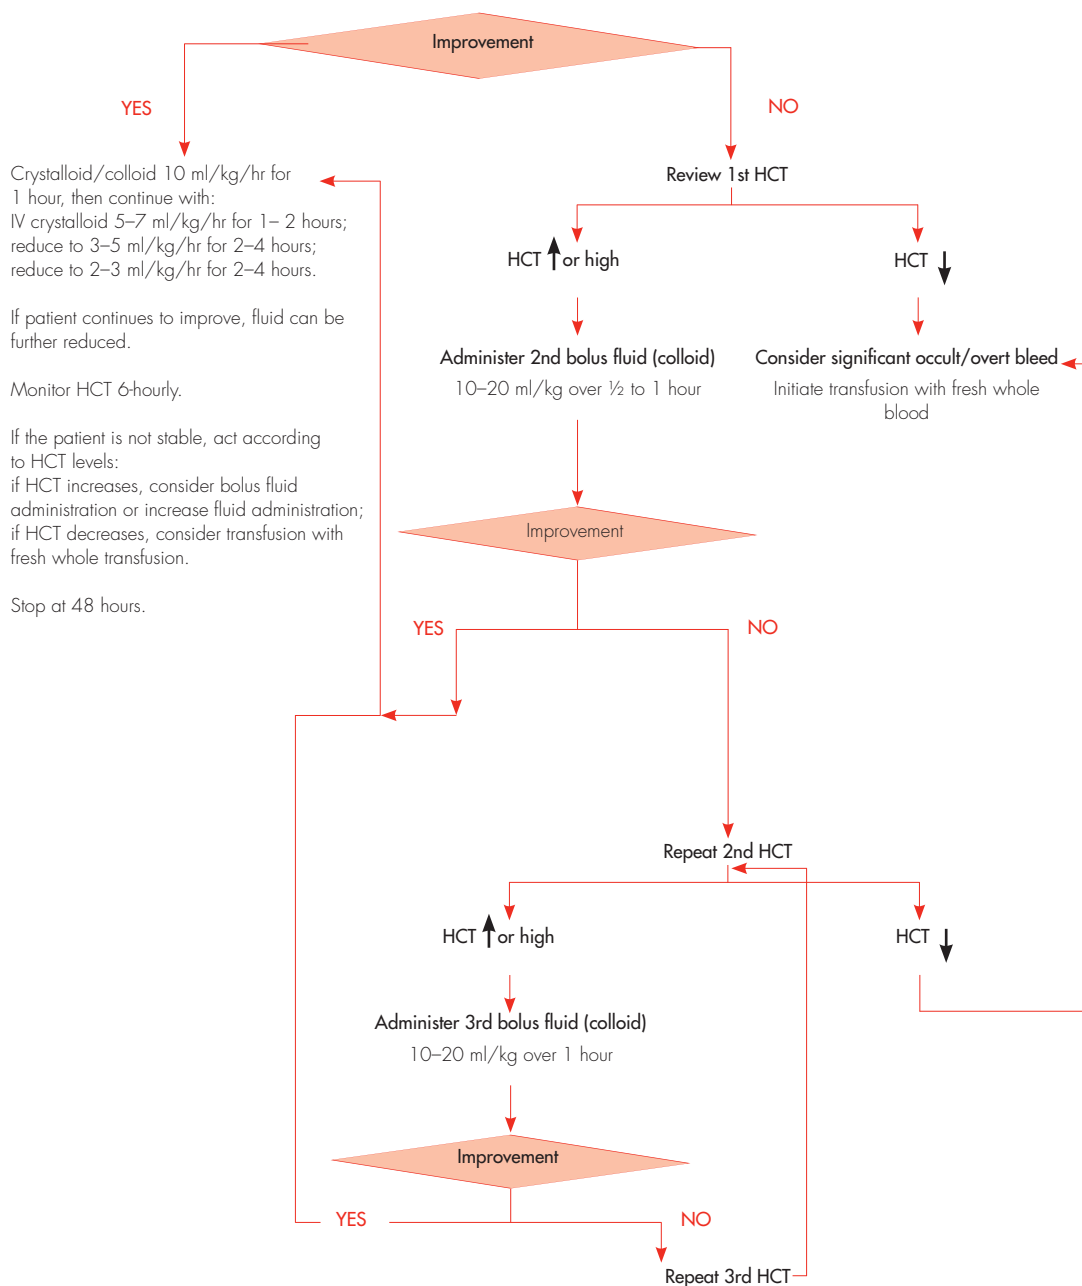 Improvement
YES
NO
Crystalloid/colloid 10 ml/kg/hr for
1 hour, then continue with:
IV crystalloid 5–7 ml/kg/hr for 1– 2 hours;
reduce to 3–5 ml/kg/hr for 2–4 hours;
reduce to 2–3 ml/kg/hr for 2–4 hours.
If patient continues to improve, fluid can be
further reduced.
Monitor HCT 6-hourly.
If the patient is not stable, act according
to HCT levels:
if HCT increases, consider bolus fluid
administration or increase fluid administration;
if HCT decreases, consider transfusion with
fresh whole transfusion.
Stop at 48 hours.
Review 1st HCT
HCT ↑ or high
HCT ↓
Administer 2nd bolus fluid (colloid)
10–20 ml/kg over ½ to 1 hour
Consider significant occult/overt bleed
Initiate transfusion with fresh whole
blood
Improvement
YES
NO
Repeat 2nd HCT
HCT ↑ or high
HCT ↓
Administer 3rd bolus fluid (colloid)
10–20 ml/kg over 1 hour
Improvement
YES
NO
Repeat 3rd HCT